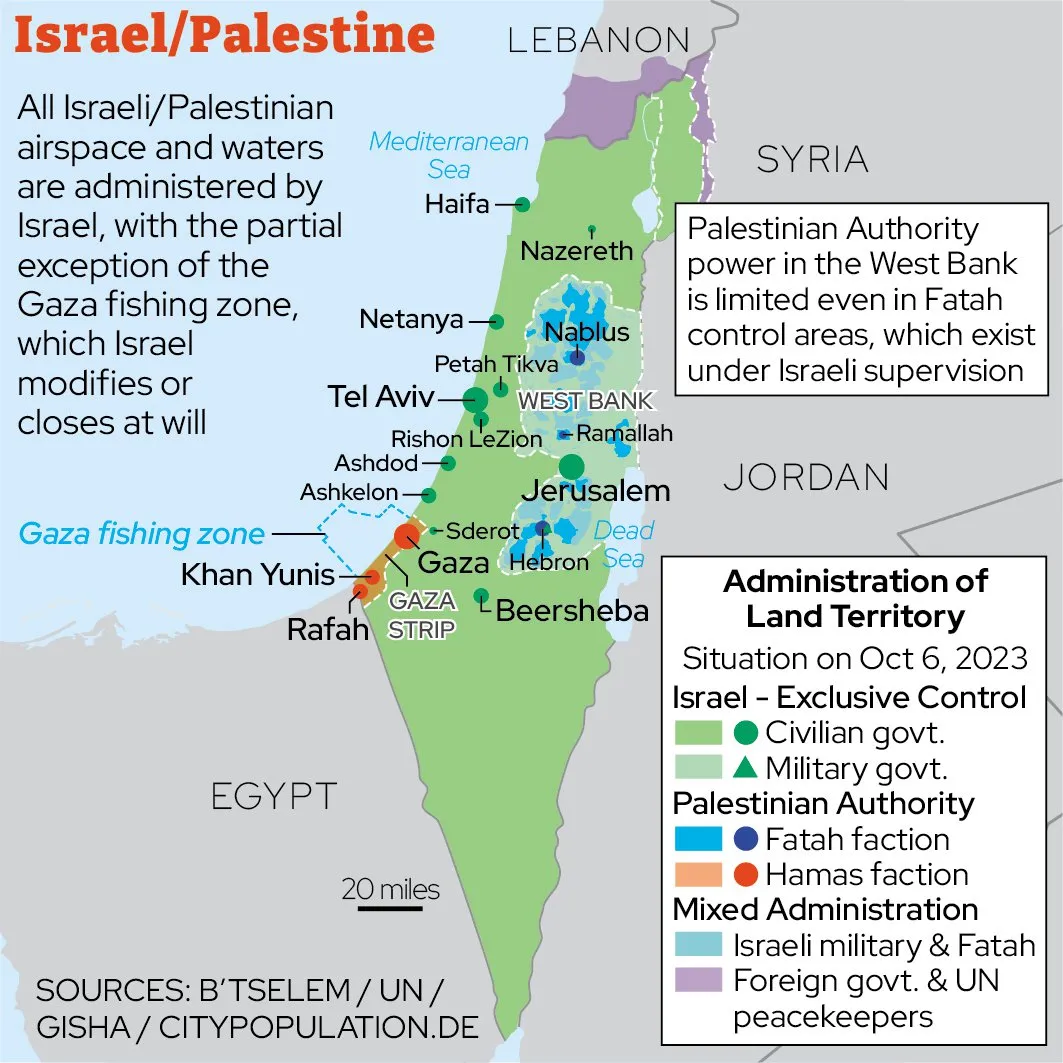 Israel/Palestine
All Israeli/Palestinian
airspace and waters
are administered by
Israel, with the partial
exception of the
Gaza fishing zone,
which Israel
modifies or
closes at will
LEBANON
Mediterranean
Sea
SYRIA
Haifa
Nazereth
Palestinian Authority
power in the West Bank
is limited even in Fatah
control areas, which exist
under Israeli supervision
Netanya
Nablus
Petah Tikva
Tel Aviv
WEST BANK
Rishon LeZion
Ramallah
Ashdod
JORDAN
Ashkelon
Jerusalem
Gaza fishing zone
Sderot
Dead
Sea
Gaza
Hebron
Khan Yunis
GAZA
STRIP
Beersheba
Rafah
EGYPT
20 miles
Administration of
Land Territory
Situation on Oct 6, 2023
Israel - Exclusive Control
Civilian govt.
Military govt.
Palestinian Authority
Fatah faction
Hamas faction
Mixed Administration
Israeli military & Fatah
Foreign govt. & UN
peacekeepers
SOURCES: B'TSELEM / UN /
GISHA / CITYPOPULATION.DE